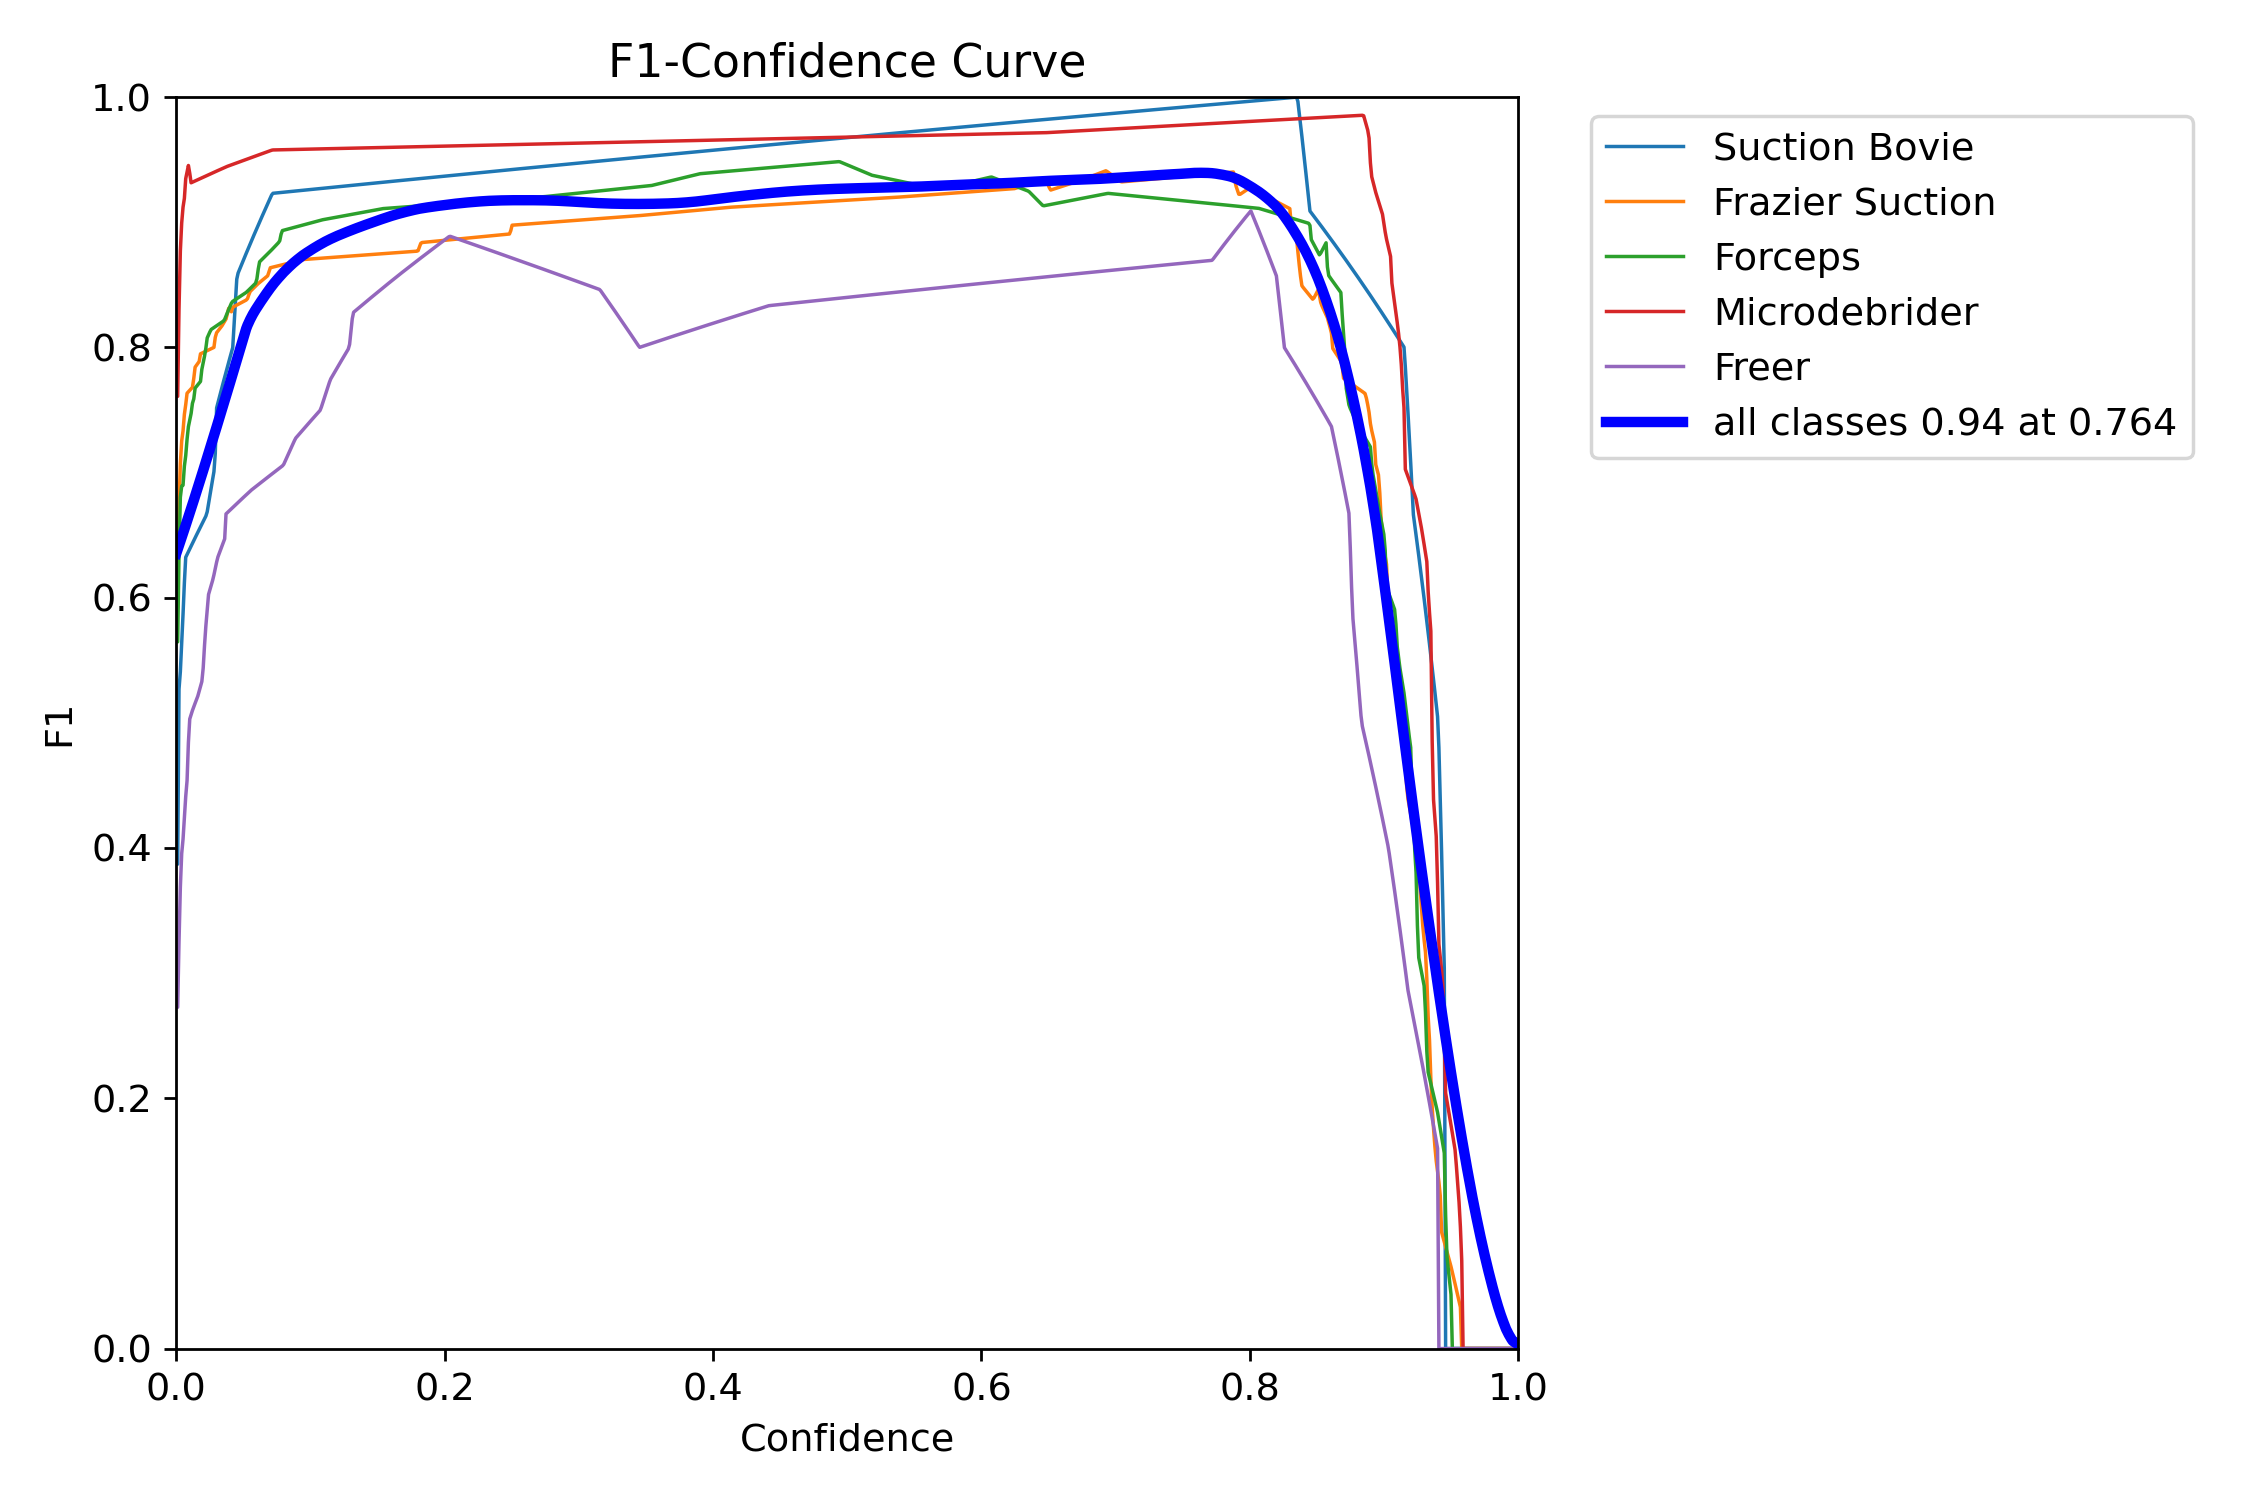 F1-Confidence Curve
1.0
0.8
0.6
0.4
0.2
0.0
F1
0.0 0.2 0.4 0.6 0.8 1.0
Confidence
Suction Bovie
Frazier Suction
Forceps
Microdebrider
Freer
all classes 0.94 at 0.764